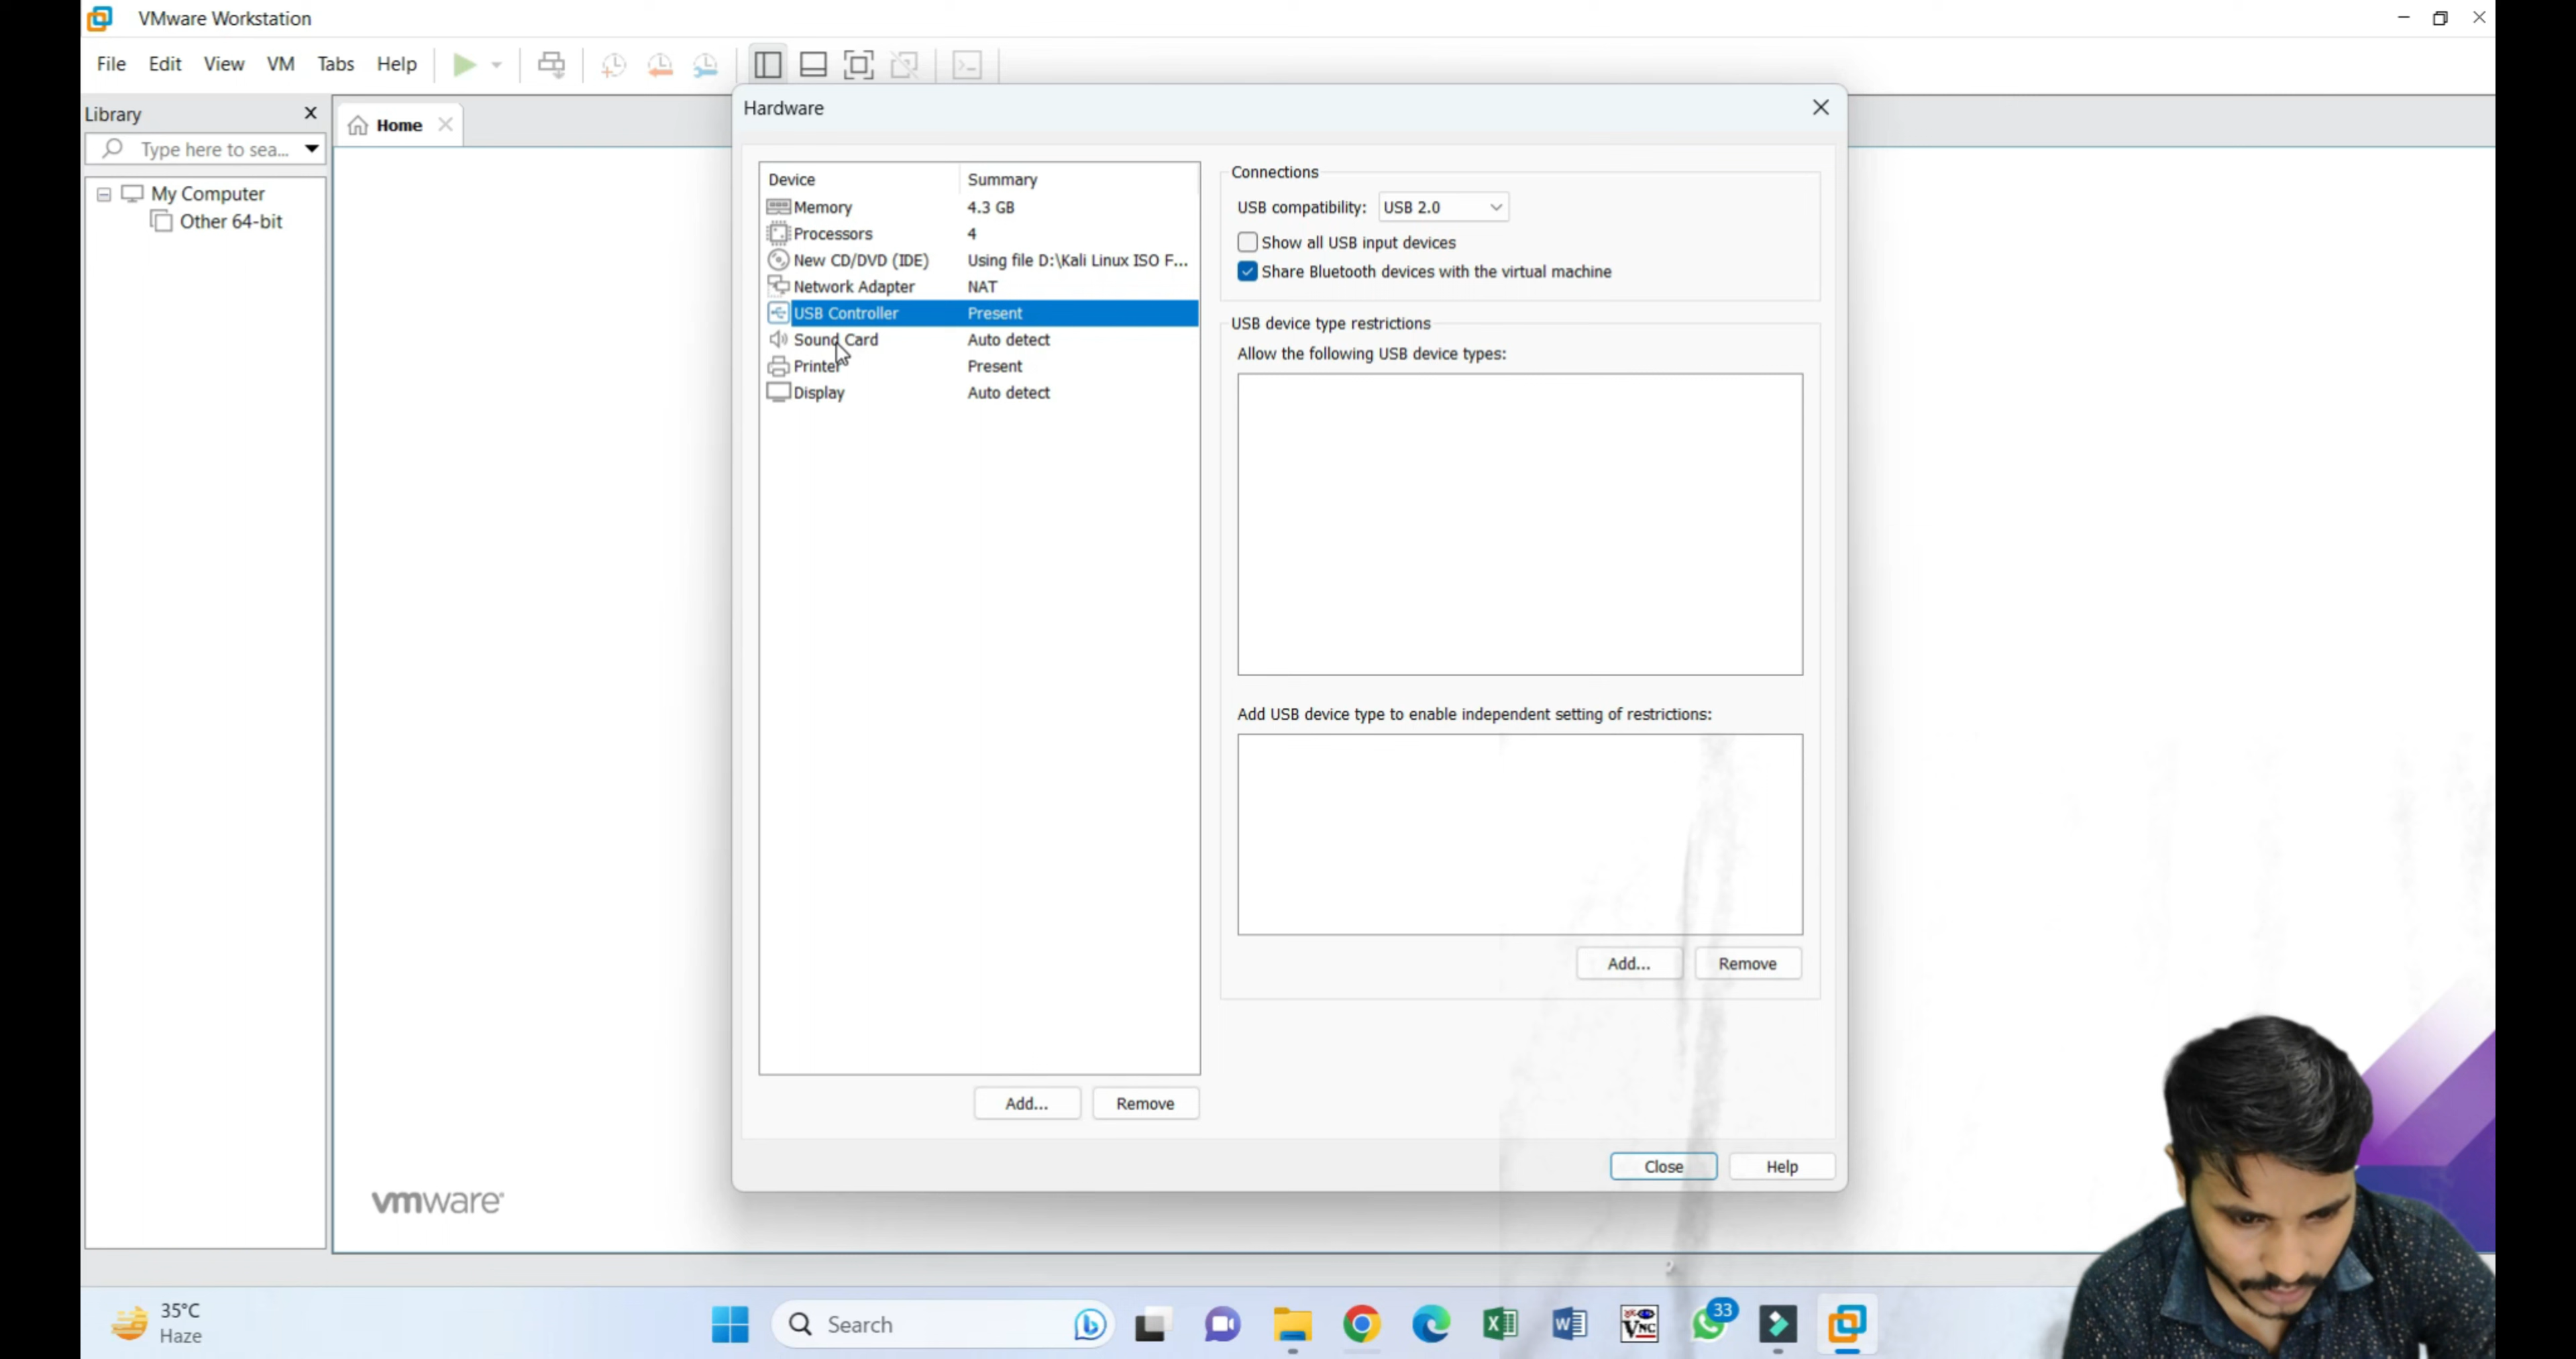 VMware Workstation
File Edit View VM Tabs Help
Library
Type here to sea...
My Computer
Other 64-bit
Home
Hardware
Device Summary
Memory 4.3 GB
Processors 4
New CD/DVD (IDE) Using file D:\Kali Linux ISO F...
Network Adapter NAT
USB Controller Present
Sound Card Auto detect
Printer Present
Display Auto detect
Add... Remove
Connections
USB compatibility: USB 2.0
Show all USB input devices
Share Bluetooth devices with the virtual machine
USB device type restrictions
Allow the following USB device types:
Add USB device type to enable independent setting of restrictions:
Add... Remove
Close Help
vmware
35°C
Haze
Search
VNC
33